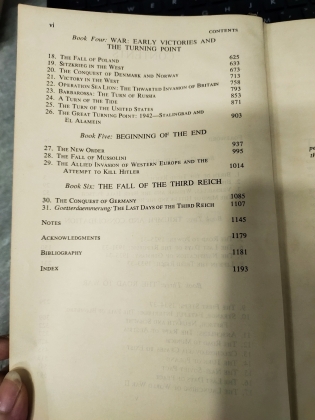 vi
CONTENTS
Book Four: WAR: EARLY VICTORIES AND
THE TURNING POINT
18. THE FALL OF POLAND 625
19. SITZKRIEG IN THE WEST 633
20. THE CONQUEST OF DENMARK AND NORWAY 673
21. VICTORY IN THE WEST 713
22. OPERATION SEA LION: THE THWARTED INVASION OF BRITAIN 758
23. BARBAROSSA: THE TURN OF RUSSIA 793
24. A TURN OF THE TIDE 853
25. THE TURN OF THE UNITED STATES 871
26. THE GREAT TURNING POINT: 1942—STALINGRAD AND
EL ALAMEIN 903
Book Five: BEGINNING OF THE END
27. THE NEW ORDER 937
28. THE FALL OF MUSSOLINI 995
29. THE ALLIED INVASION OF WESTERN EUROPE AND THE
ATTEMPT TO KILL HITLER 1014
Book Six: THE FALL OF THE THIRD REICH
30. THE CONQUEST OF GERMANY 1085
31. GOETTERDAEMMERUNG: THE LAST DAYS OF THE THIRD REICH 1107
NOTES 1145
ACKNOWLEDGMENTS 1179
BIBLIOGRAPHY 1181
INDEX 1193